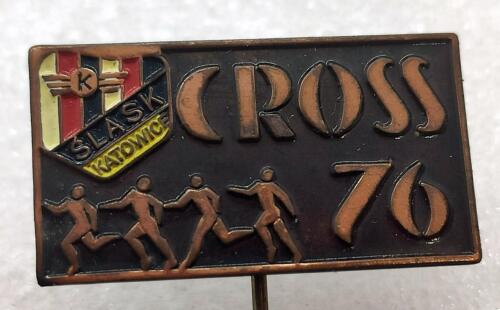 K
ŚLĄSK
KATOWICE
CROSS
76